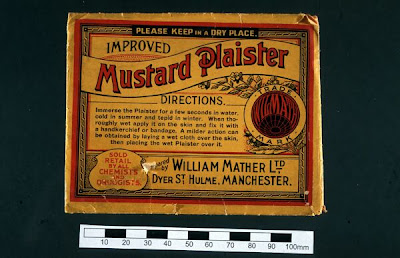 PLEASE KEEP IN A DRY PLACE.
IMPROVED
Mustard Plaister
DIRECTIONS.
Immerse the Plaister for a few seconds in water,
cold in summer and tepid in winter. When tho-
roughly wet apply it on the skin and fix it with
a handkerchief or bandage. A milder action can
be obtained by laying a wet cloth over the skin,
then placing the wet Plaister over it.
TRADE
MARK
SOLD
RETAIL
BY ALL
CHEMISTS
AND
DRUGGISTS.
by WILLIAM MATHER LTD
DYER ST HULME, MANCHESTER.
10 20 30 40 50 60 70 80 90 100mm